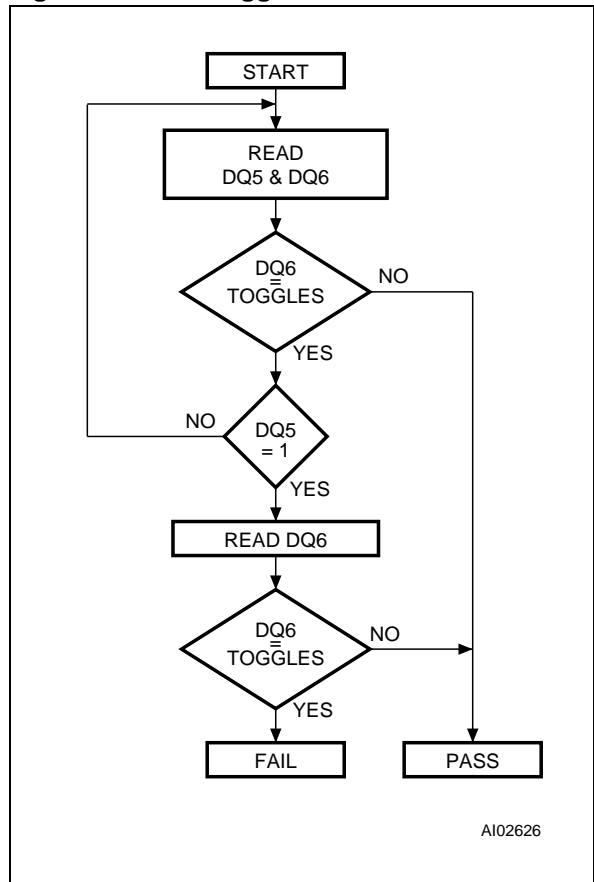 START
READ
DQ5 & DQ6
DQ6
=
TOGGLES
NO
YES
NO
DQ5
= 1
YES
READ DQ6
DQ6
=
TOGGLES
NO
YES
FAIL
PASS
AI02626